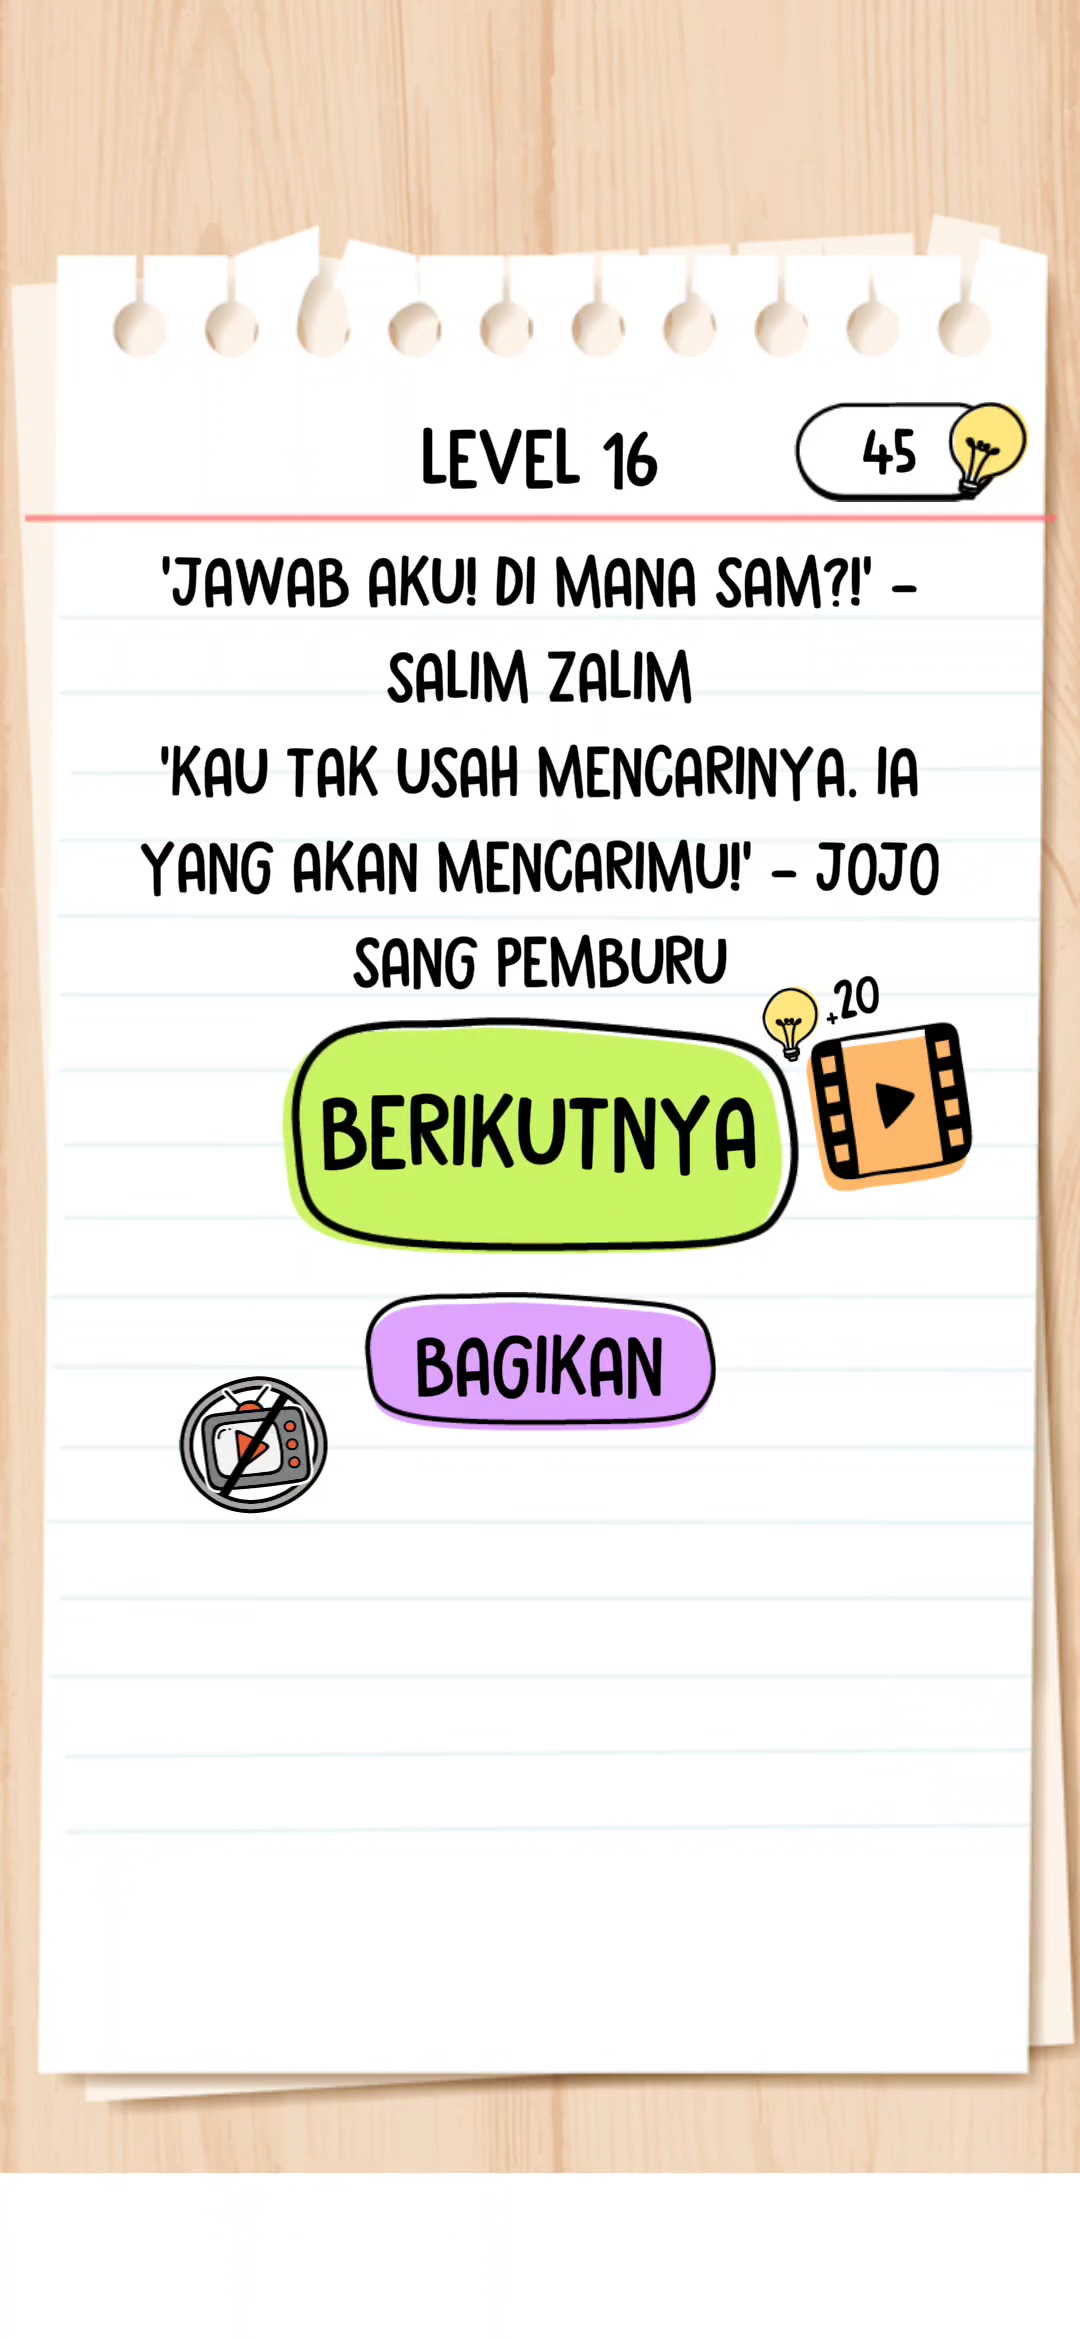 LEVEL 16
45
'JAWAB AKU! DI MANA SAM?!' -
SALIM ZALIM
'KAU TAK USAH MENCARINYA. IA
YANG AKAN MENCARIMU!' - JOJO
SANG PEMBURU
+20
BERIKUTNYA
BAGIKAN